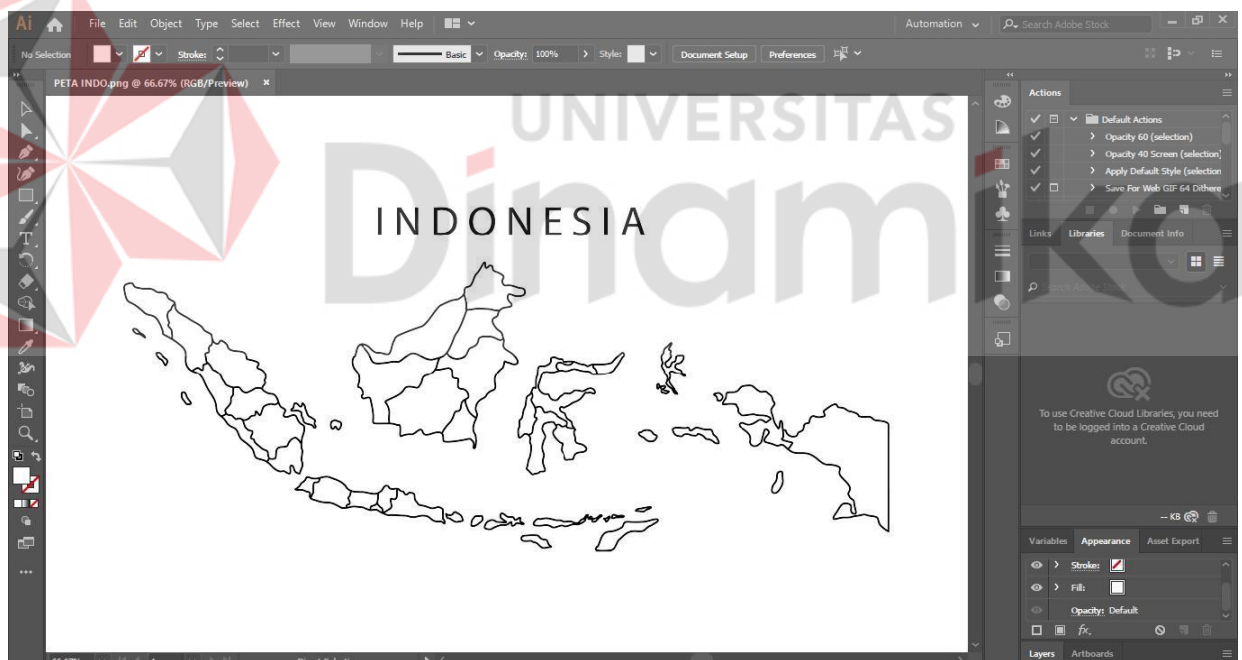 Ai File Edit Object Type Select Effect View Window Help Automation Search Adobe Stock
No Selection Stroke: Basic Opacity: 100% Style: Document Setup Preferences
PETA INDO.png @ 66.67% (RGB/Preview) ×
UNIVERSITAS
Dinamika
INDONESIA
Actions
Default Actions
Opacity 60 (selection)
Opacity 40 Screen (selection)
Apply Default Style (selection
Save For Web GIF 64 Dithere
Links Libraries Document Info
Search Adobe Stock
To use Creative Cloud Libraries, you need
to be logged into a Creative Cloud
account.
-- KB
Variables Appearance Asset Export
Stroke:
Fill:
Opacity: Default
fx.
Layers Artboards